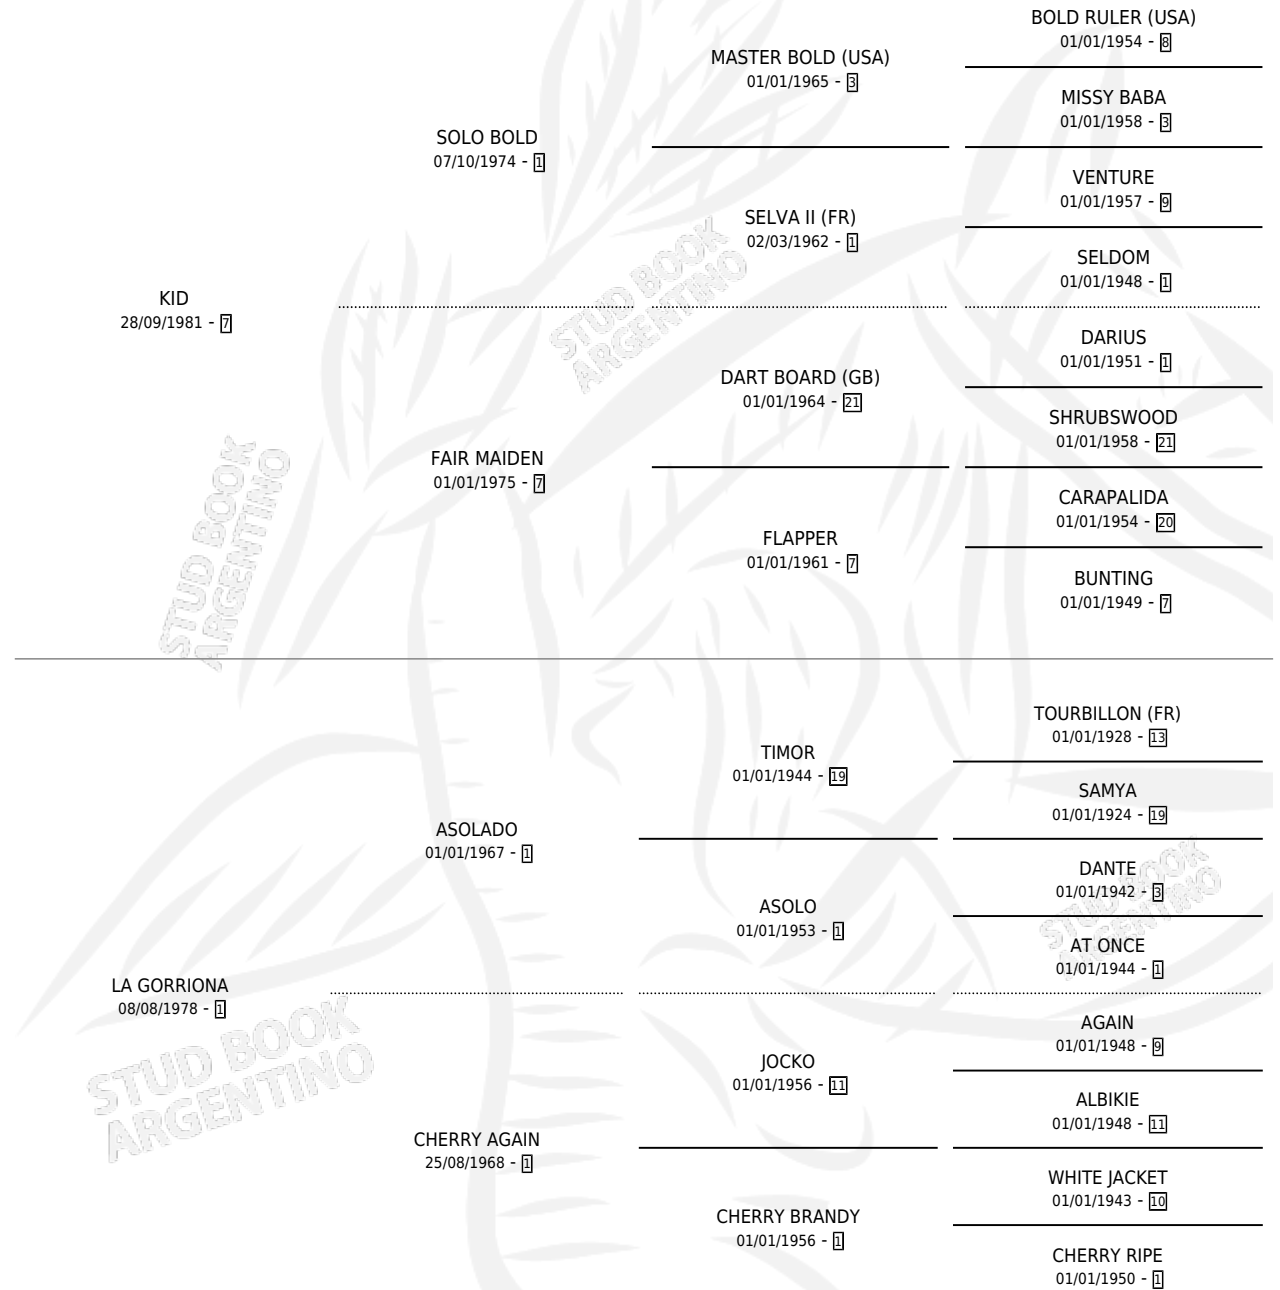 BOLD RULER (USA)
01/01/1954 - 8
MASTER BOLD (USA)
01/01/1965 - 3
MISSY BABA
01/01/1958 - 3
SOLO BOLD
07/10/1974 - 1
VENTURE
01/01/1957 - 9
SELVA II (FR)
02/03/1962 - 1
SELDOM
01/01/1948 - 1
STUD BOOK
ARGENTINO
KID
28/09/1981 - 7
DARIUS
01/01/1951 - 1
DART BOARD (GB)
01/01/1964 - 21
SHRUBSWOOD
01/01/1958 - 21
FAIR MAIDEN
01/01/1975 - 7
CARAPALIDA
01/01/1954 - 20
FLAPPER
01/01/1961 - 7
BUNTING
01/01/1949 - 7
STUD BOOK
ARGENTINO
TOURBILLON (FR)
01/01/1928 - 13
TIMOR
01/01/1944 - 19
SAMYA
01/01/1924 - 19
ASOLADO
01/01/1967 - 1
DANTE
01/01/1942 - 3
ASOLO
01/01/1953 - 1
AT ONCE
01/01/1944 - 1
STUD BOOK
ARGENTINO
LA GORRIONA
08/08/1978 - 1
AGAIN
01/01/1948 - 9
JOCKO
01/01/1956 - 11
ALBIKIE
01/01/1948 - 11
STUD BOOK
ARGENTINO
CHERRY AGAIN
25/08/1968 - 1
WHITE JACKET
01/01/1943 - 10
CHERRY BRANDY
01/01/1956 - 1
CHERRY RIPE
01/01/1950 - 1